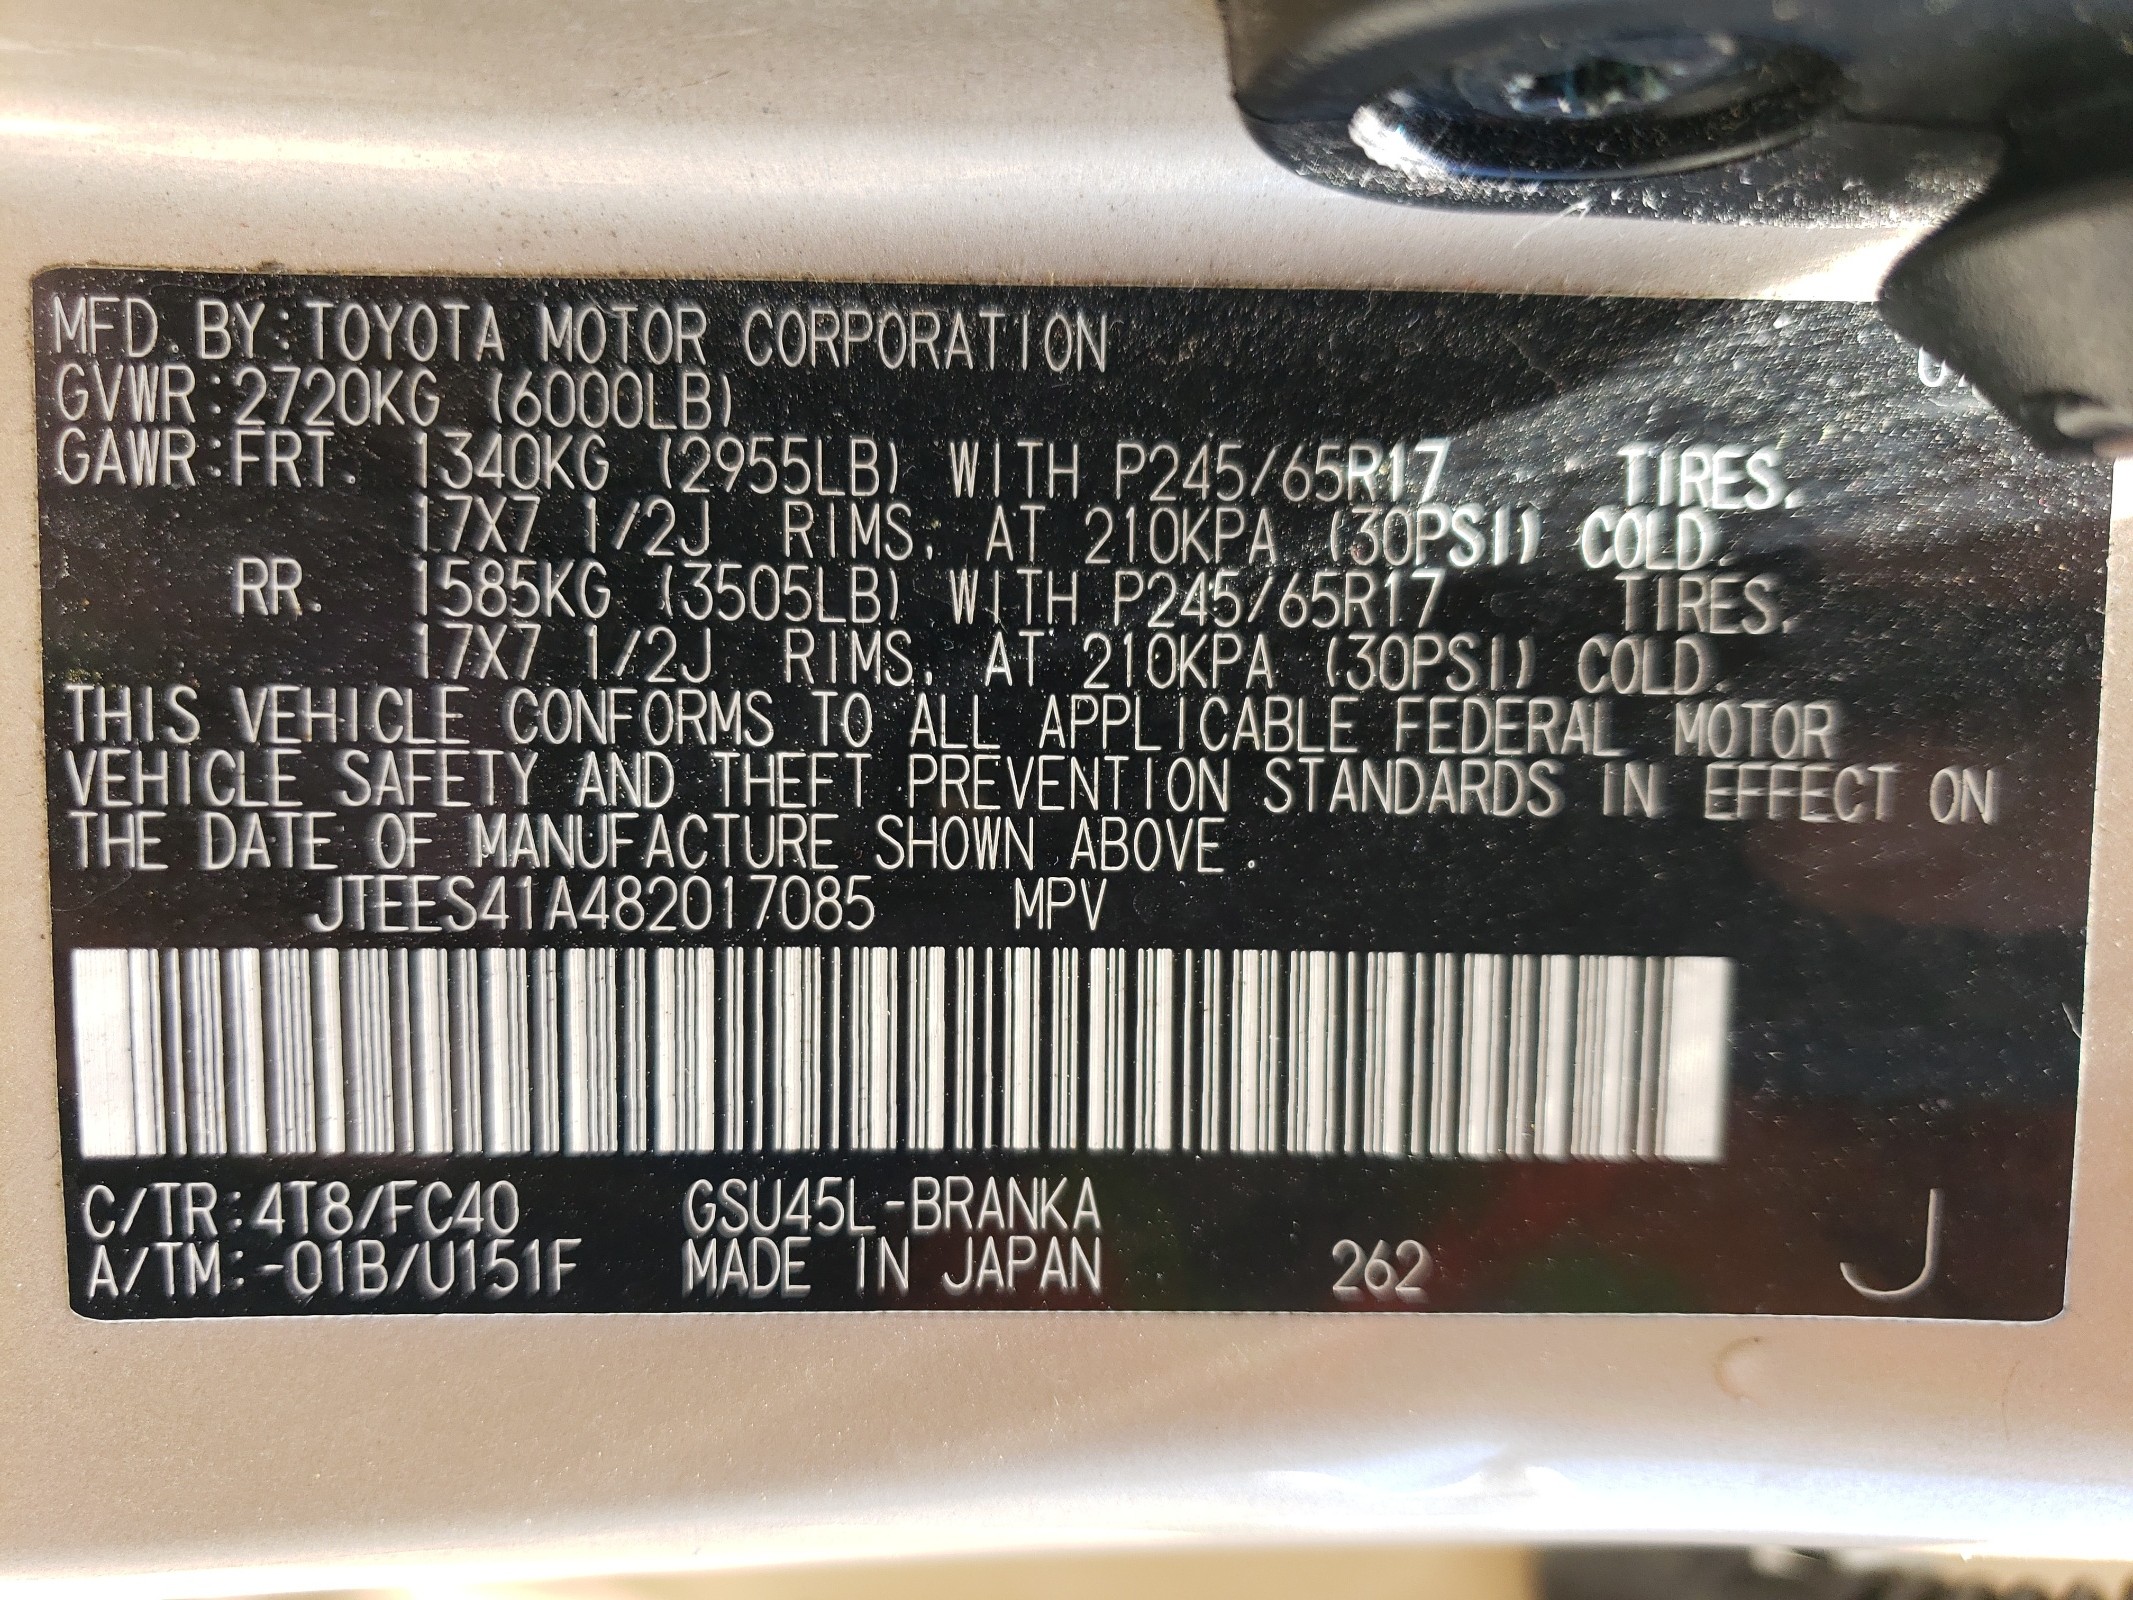 MFD. BY:TOYOTA MOTOR CORPORATION
GVWR:2720KG (6000LB)
GAWR:FRT. 1340KG (2955LB) WITH P245/65R17 TIRES,
17X7 1/2J RIMS, AT 210KPA (30PSI) COLD.
RR. 1585KG (3505LB) WITH P245/65R17 TIRES,
17X7 1/2J RIMS, AT 210KPA (30PSI) COLD.
THIS VEHICLE CONFORMS TO ALL APPLICABLE FEDERAL MOTOR
VEHICLE SAFETY AND THEFT PREVENTION STANDARDS IN EFFECT ON
THE DATE OF MANUFACTURE SHOWN ABOVE.
JTEES41A482017085 MPV
C/TR:4T8/FC40 GSU45L-BRANKA
A/TM:-01B/U151F MADE IN JAPAN 262 J